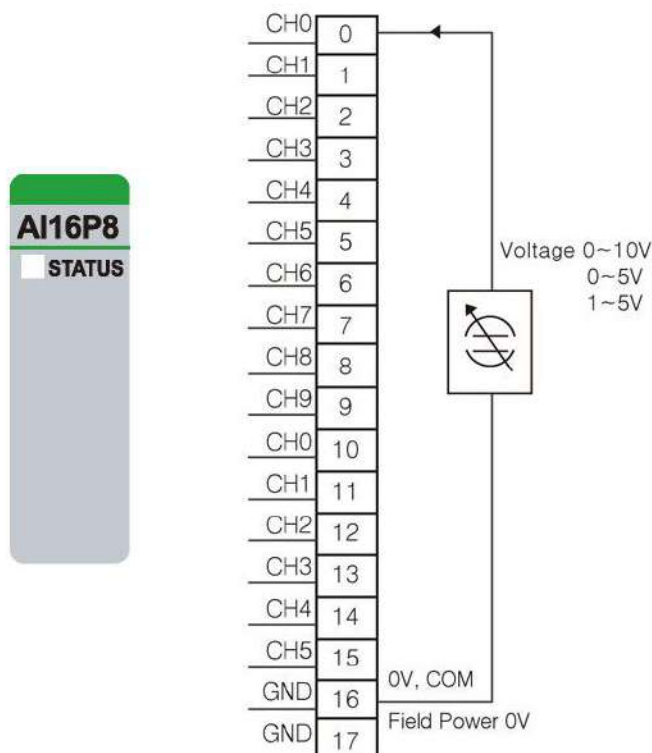 AI16P8
STATUS
CH0 0
CH1 1
CH2 2
CH3 3
CH4 4
CH5 5
CH6 6
CH7 7
CH8 8
CH9 9
CH0 10
CH1 11
CH2 12
CH3 13
CH4 14
CH5 15
GND 16
GND 17
Voltage 0~10V
0~5V
1~5V
0V, COM
Field Power 0V